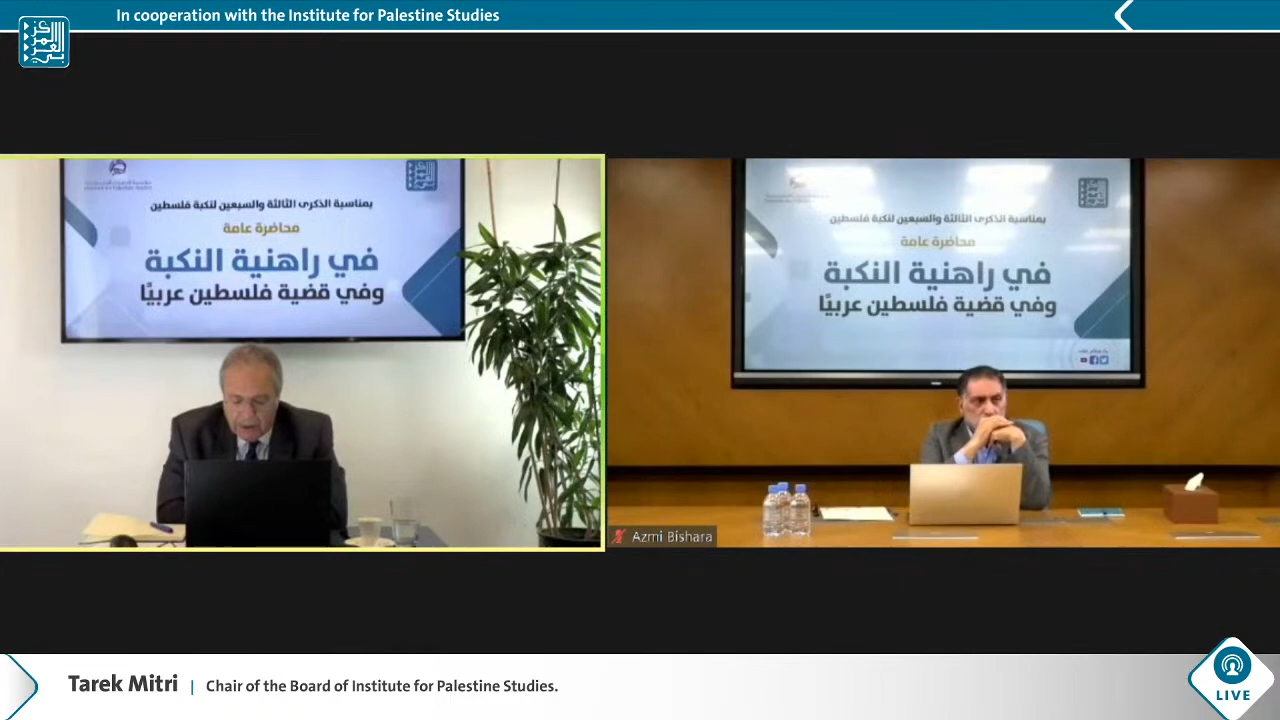 In cooperation with the Institute for Palestine Studies
المركز العربي
بمناسبة الذكرى الثالثة والسبعين لنكبة فلسطين
محاضرة عامة
في راهنية النكبة
وفي قضية فلسطين عربيًا
بمناسبة الذكرى الثالثة والسبعين لنكبة فلسطين
محاضرة عامة
في راهنية النكبة
وفي قضية فلسطين عربيًا
Azmi Bishara
Tarek Mitri | Chair of the Board of Institute for Palestine Studies.
LIVE